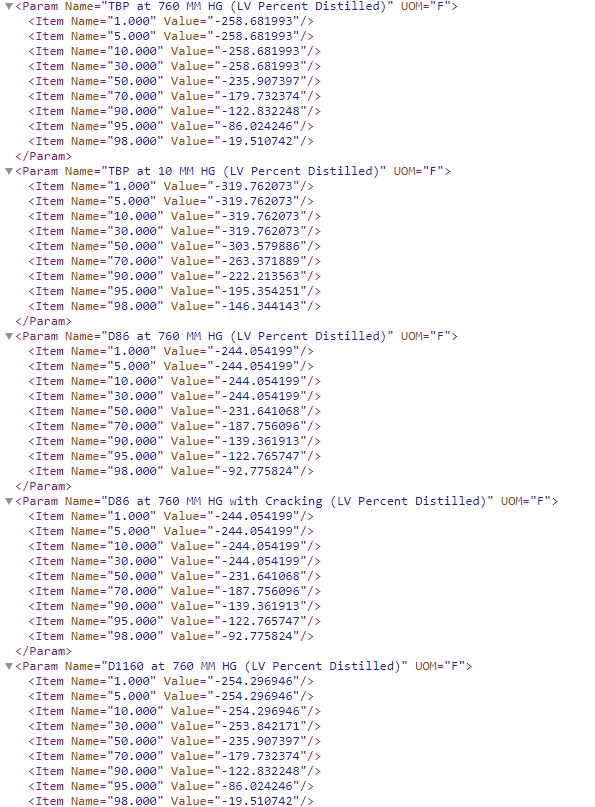 ▼<Param Name="TBP at 760 MM HG (LV Percent Distilled)" UOM="F">
<Item Name="1.000" Value="-258.681993"/>
<Item Name="5.000" Value="-258.681993"/>
<Item Name="10.000" Value="-258.681993"/>
<Item Name="30.000" Value="-258.681993"/>
<Item Name="50.000" Value="-235.907397"/>
<Item Name="70.000" Value="-179.732374"/>
<Item Name="90.000" Value="-122.832248"/>
<Item Name="95.000" Value="-86.024246"/>
<Item Name="98.000" Value="-19.510742"/>
</Param>
▼<Param Name="TBP at 10 MM HG (LV Percent Distilled)" UOM="F">
<Item Name="1.000" Value="-319.762073"/>
<Item Name="5.000" Value="-319.762073"/>
<Item Name="10.000" Value="-319.762073"/>
<Item Name="30.000" Value="-319.762073"/>
<Item Name="50.000" Value="-303.579886"/>
<Item Name="70.000" Value="-263.371889"/>
<Item Name="90.000" Value="-222.213563"/>
<Item Name="95.000" Value="-195.354251"/>
<Item Name="98.000" Value="-146.344143"/>
</Param>
▼<Param Name="D86 at 760 MM HG (LV Percent Distilled)" UOM="F">
<Item Name="1.000" Value="-244.054199"/>
<Item Name="5.000" Value="-244.054199"/>
<Item Name="10.000" Value="-244.054199"/>
<Item Name="30.000" Value="-244.054199"/>
<Item Name="50.000" Value="-231.641068"/>
<Item Name="70.000" Value="-187.756096"/>
<Item Name="90.000" Value="-139.361913"/>
<Item Name="95.000" Value="-122.765747"/>
<Item Name="98.000" Value="-92.775824"/>
</Param>
▼<Param Name="D86 at 760 MM HG with Cracking (LV Percent Distilled)" UOM="F">
<Item Name="1.000" Value="-244.054199"/>
<Item Name="5.000" Value="-244.054199"/>
<Item Name="10.000" Value="-244.054199"/>
<Item Name="30.000" Value="-244.054199"/>
<Item Name="50.000" Value="-231.641068"/>
<Item Name="70.000" Value="-187.756096"/>
<Item Name="90.000" Value="-139.361913"/>
<Item Name="95.000" Value="-122.765747"/>
<Item Name="98.000" Value="-92.775824"/>
</Param>
▼<Param Name="D1160 at 760 MM HG (LV Percent Distilled)" UOM="F">
<Item Name="1.000" Value="-254.296946"/>
<Item Name="5.000" Value="-254.296946"/>
<Item Name="10.000" Value="-254.296946"/>
<Item Name="30.000" Value="-253.842171"/>
<Item Name="50.000" Value="-235.907397"/>
<Item Name="70.000" Value="-179.732374"/>
<Item Name="90.000" Value="-122.832248"/>
<Item Name="95.000" Value="-86.024246"/>
<Item Name="98.000" Value="-19.510742"/>